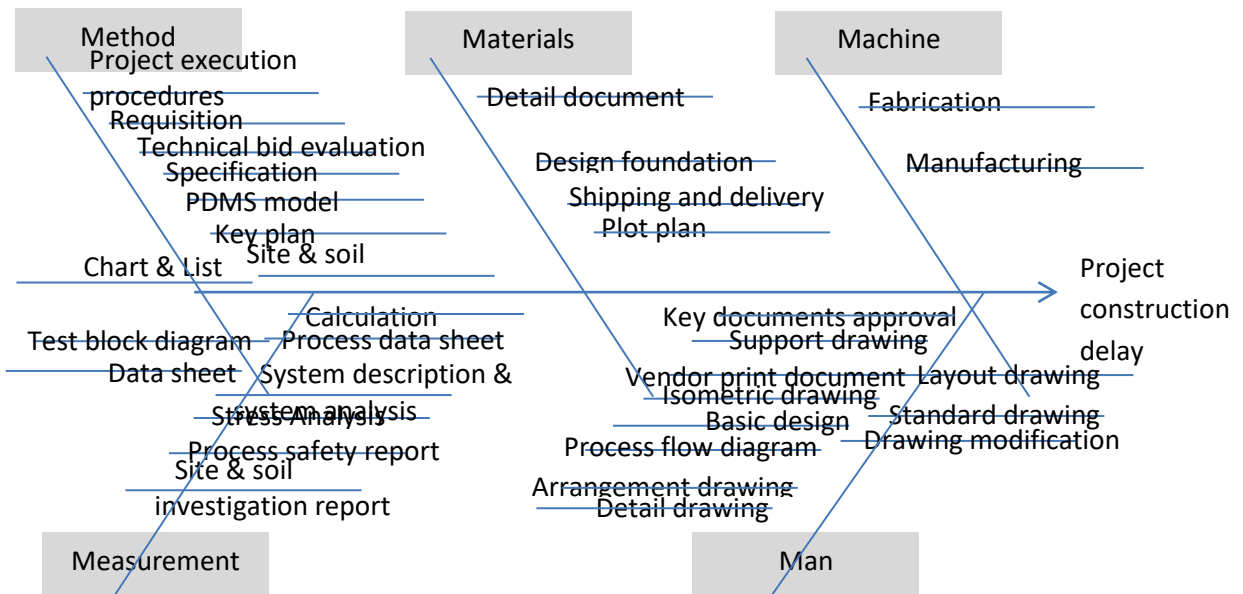 Method
Project execution
procedures
Requisition
Technical bid evaluation
Specification
PDMS model
Key plan
Site & soil
Chart & List
Materials
Detail document
Design foundation
Shipping and delivery
Plot plan
Machine
Fabrication
Manufacturing
Project
construction
delay
Calculation
Test block diagram
Process data sheet
Data sheet
System description &
system analysis
Stress Analysis
Process safety report
Site & soil
investigation report
Measurement
Key documents approval
Support drawing
Vendor print document
Layout drawing
Isometric drawing
Basic design
Standard drawing
Process flow diagram
Drawing modification
Arrangement drawing
Detail drawing
Man